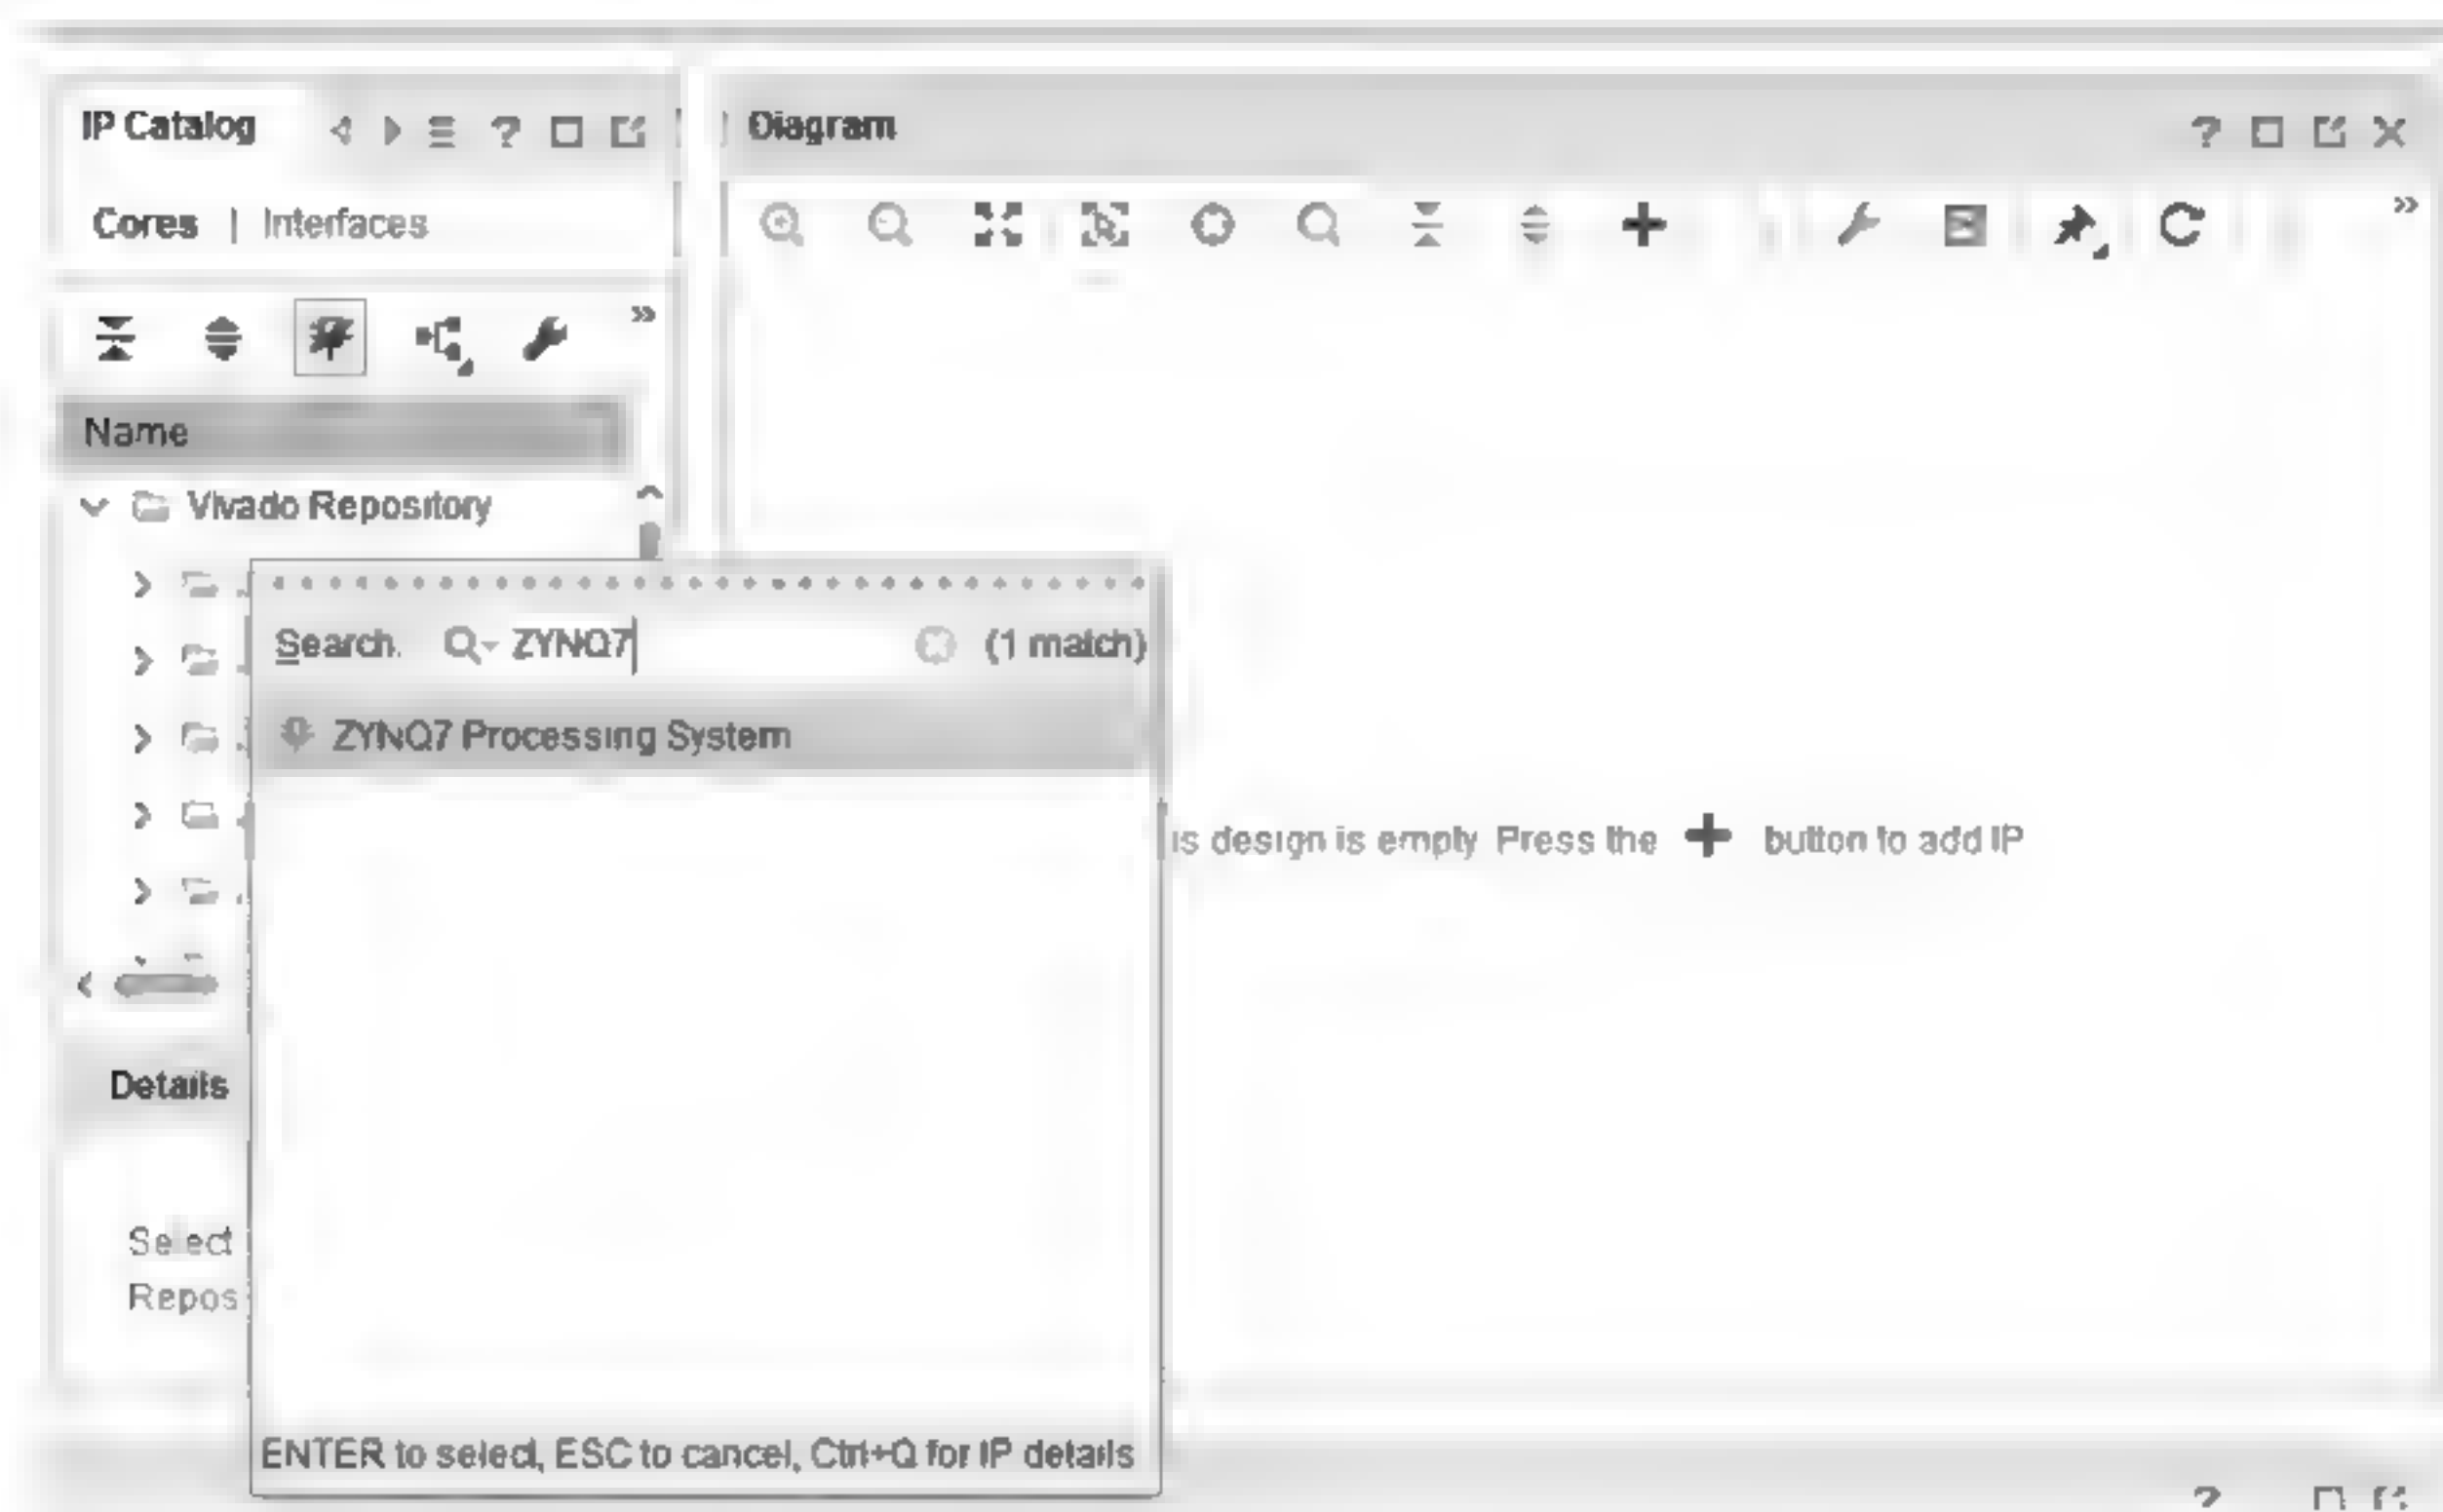 IP Catalog
Diagram
Cores | Interfaces
Name
Vivado Repository
Search: ZYNQ7 (1 match)
ZYNQ7 Processing System
is design is empty. Press the + button to add IP
Details
Select
Repos
ENTER to select, ESC to cancel, Ctrl+Q for IP details